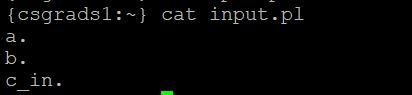 {csgrads1:~} cat input.pl
a.
b.
c_in.